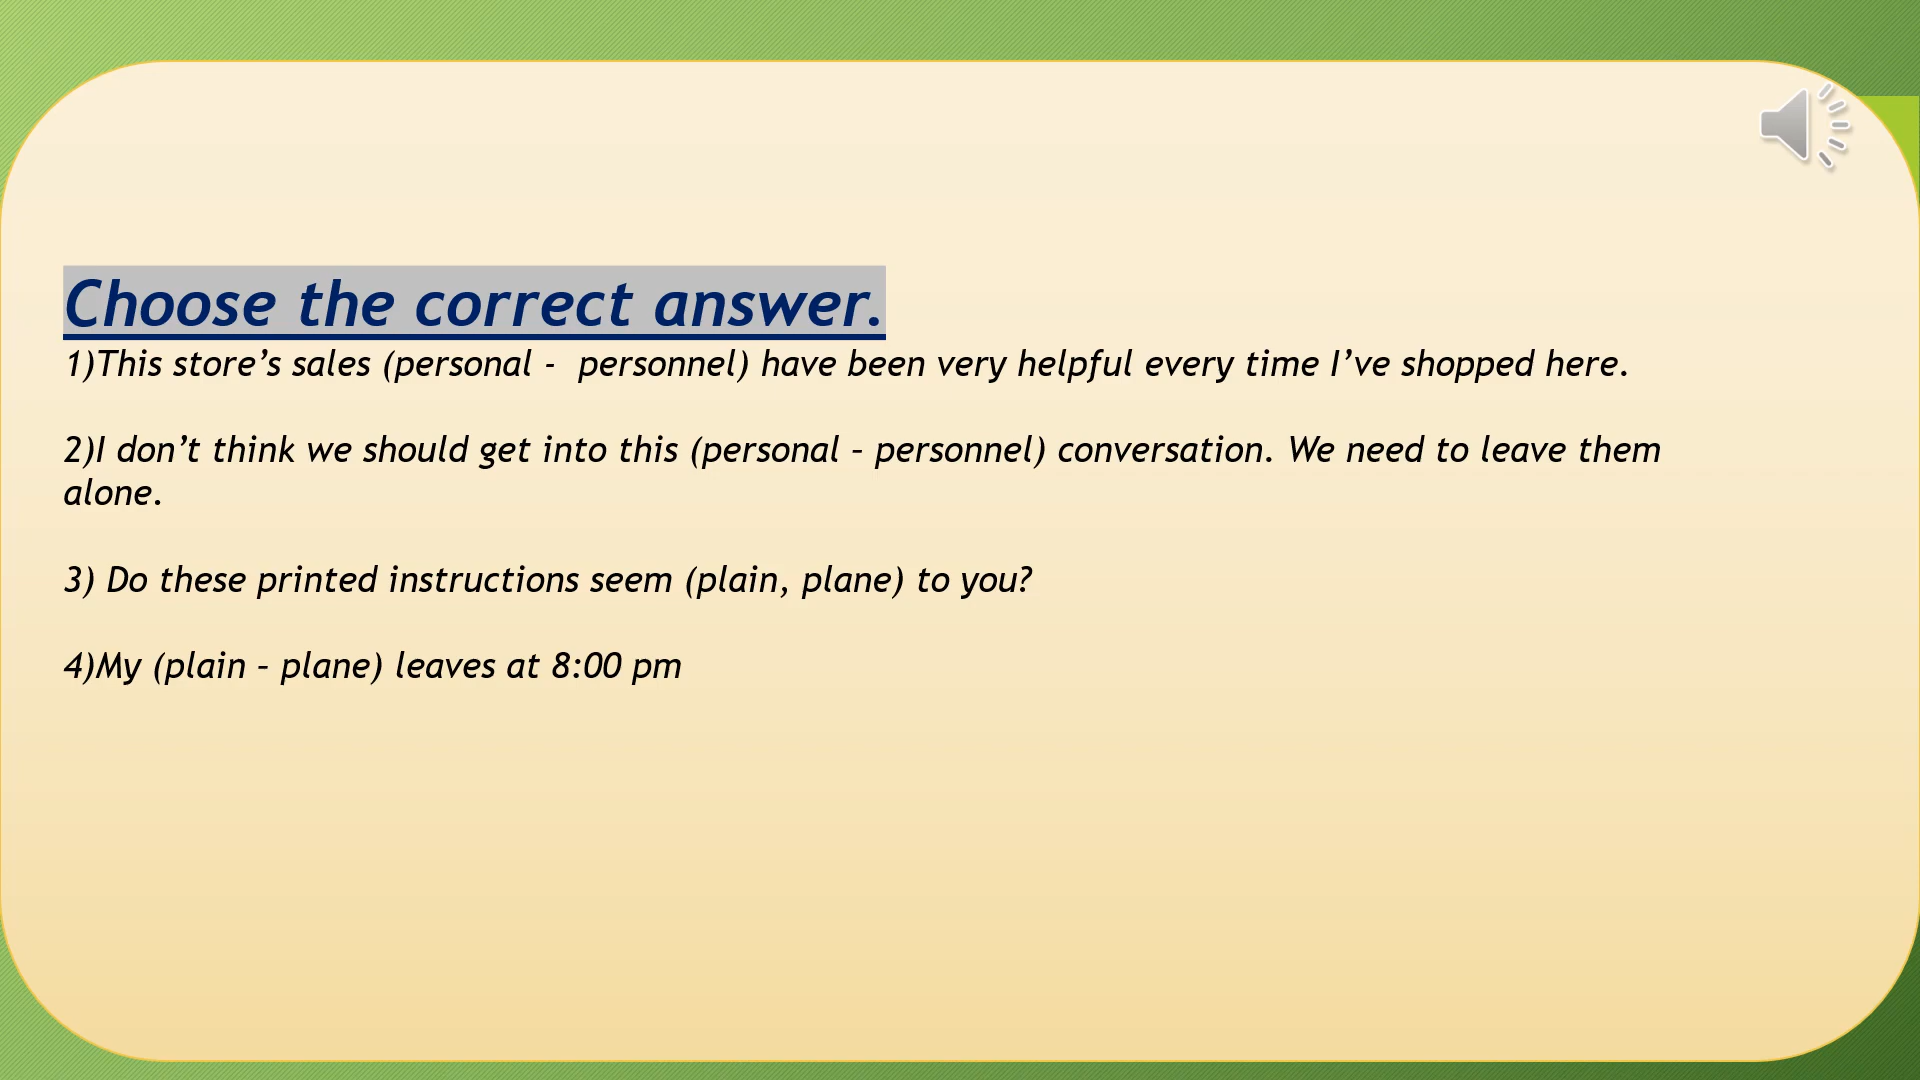 Choose the correct answer.
1)This store’s sales (personal -  personnel) have been very helpful every time I’ve shopped here.
2)I don’t think we should get into this (personal – personnel) conversation. We need to leave them
alone.
3) Do these printed instructions seem (plain, plane) to you?
4)My (plain – plane) leaves at 8:00 pm